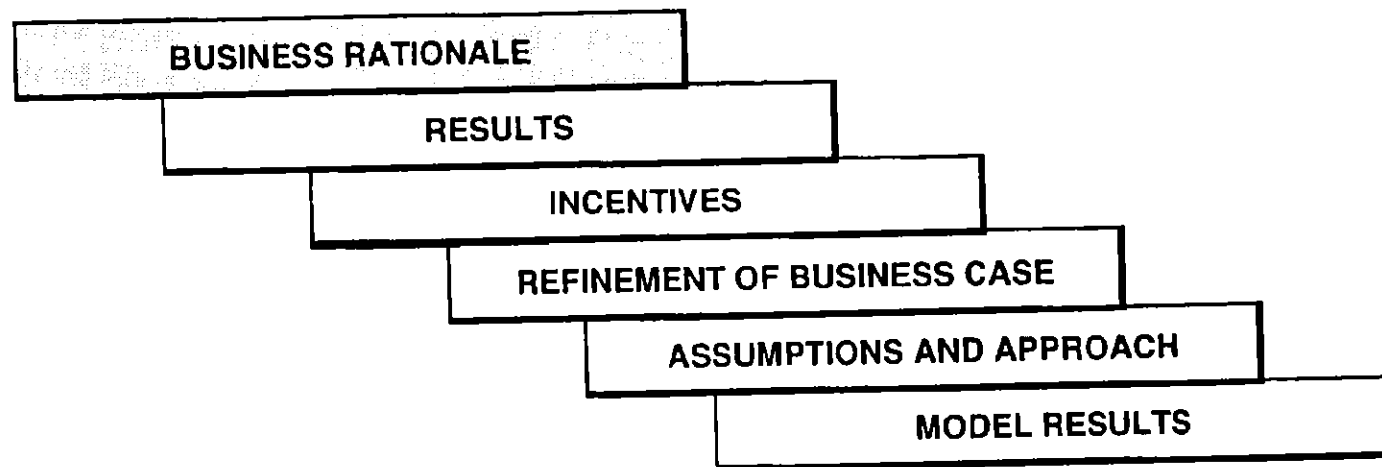 BUSINESS RATIONALE
RESULTS
INCENTIVES
REFINEMENT OF BUSINESS CASE
ASSUMPTIONS AND APPROACH
MODEL RESULTS